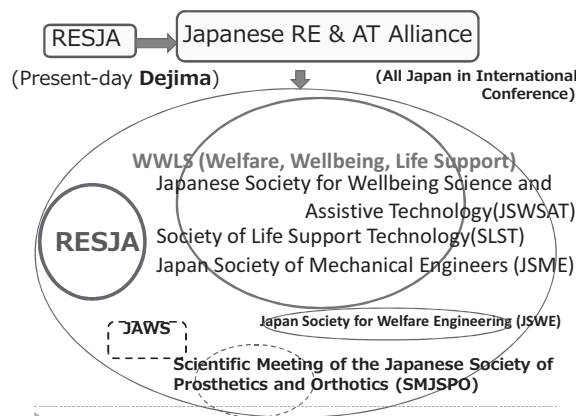 RESJA
Japanese RE & AT Alliance
(Present-day Dejima)
(All Japan in International
Conference)
WWLS (Welfare, Wellbeing, Life Support)
Japanese Society for Wellbeing Science and
Assistive Technology(JSWSAT)
RESJA
Society of Life Support Technology(SLST)
Japan Society of Mechanical Engineers (JSME)
Japan Society for Welfare Engineering (JSWE)
JAWS
Scientific Meeting of the Japanese Society of
Prosthetics and Orthotics (SMJSPO)